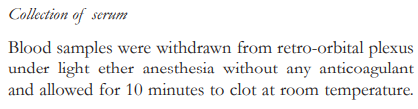 Collection of serum
Blood samples were withdrawn from retro-orbital plexus
under light ether anesthesia without any anticoagulant
and allowed for 10 minutes to clot at room temperature.